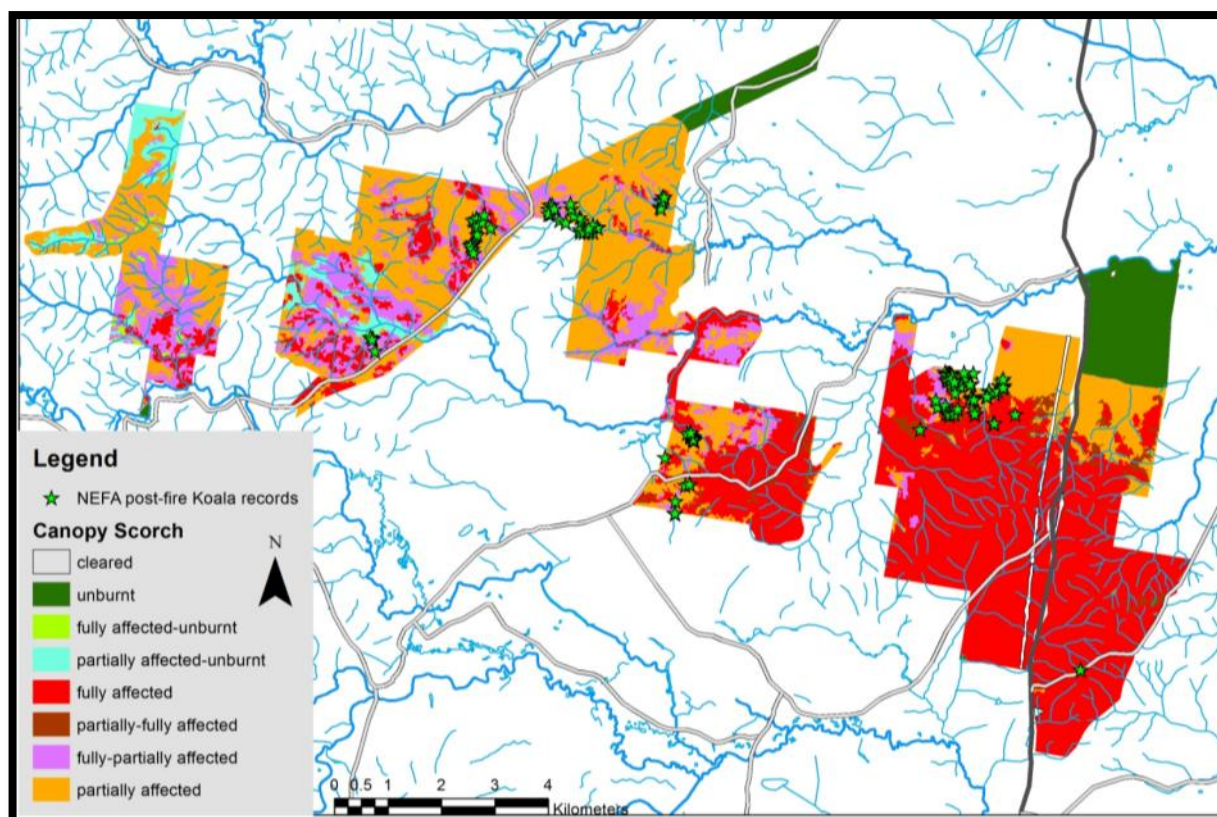 Legend
NEFA post-fire Koala records
Canopy Scorch
cleared
unburnt
fully affected-unburnt
partially affected-unburnt
fully affected
partially-fully affected
fully-partially affected
partially affected
N
0 0.5 1 2 3 4
Kilometers